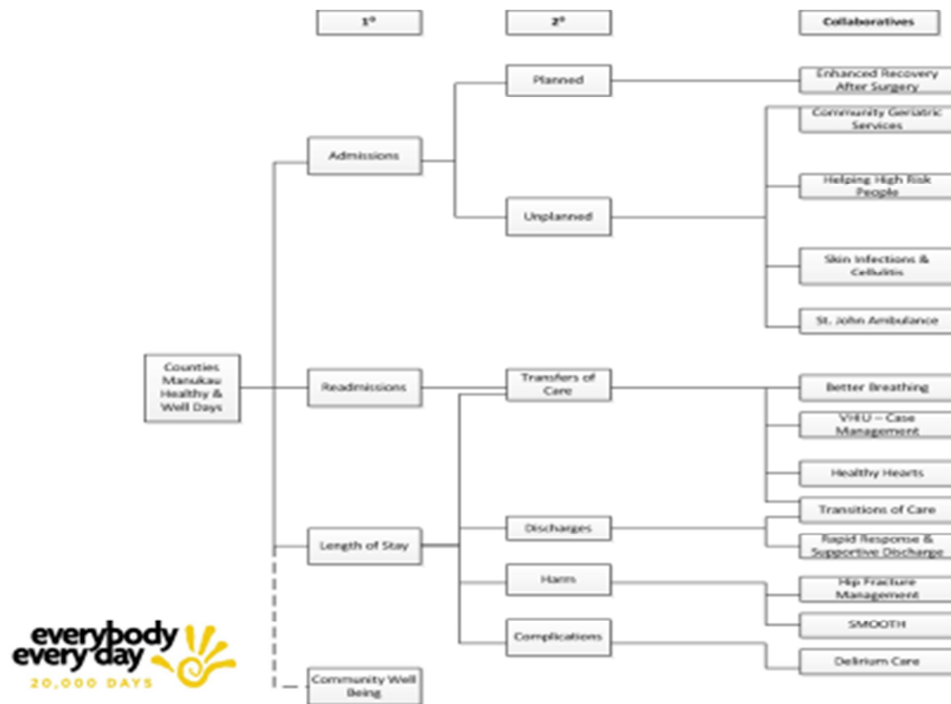 1°
2°
Collaboratives
Planned
Enhanced Recovery
After Surgery
Community Geriatric
Services
Admissions
Helping High Risk
People
Unplanned
Skin Infections &
Cellulitis
St. John Ambulance
Counties
Manukau
Healthy &
Well Days
Readmissions
Transfers of
Care
Better Breathing
VHIU – Case
Management
Healthy Hearts
Transitions of Care
Length of Stay
Discharges
Rapid Response &
Supportive Discharge
Harm
Hip Fracture
Management
SMOOTH
Complications
Delirium Care
Community Well
Being
everybody
every day
20,000 DAYS